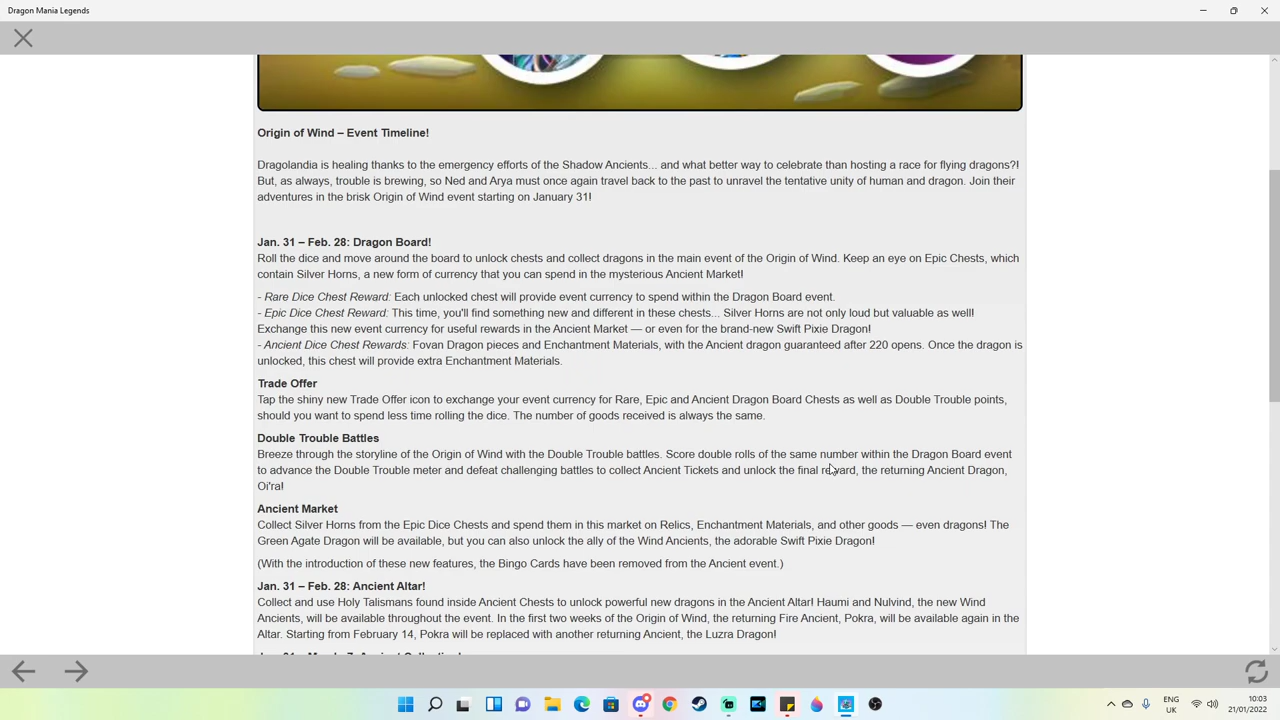 Dragon Mania Legends
Origin of Wind – Event Timeline!
Dragolandia is healing thanks to the emergency efforts of the Shadow Ancients... and what better way to celebrate than hosting a race for flying dragons?!
But, as always, trouble is brewing, so Ned and Arya must once again travel back to the past to unravel the tentative unity of human and dragon. Join their
adventures in the brisk Origin of Wind event starting on January 31!
Jan. 31 – Feb. 28: Dragon Board!
Roll the dice and move around the board to unlock chests and collect dragons in the main event of the Origin of Wind. Keep an eye on Epic Chests, which
contain Silver Horns, a new form of currency that you can spend in the mysterious Ancient Market!
- Rare Dice Chest Reward: Each unlocked chest will provide event currency to spend within the Dragon Board event.
- Epic Dice Chest Reward: This time, you'll find something new and different in these chests... Silver Horns are not only loud but valuable as well!
Exchange this new event currency for useful rewards in the Ancient Market — or even for the brand-new Swift Pixie Dragon!
- Ancient Dice Chest Rewards: Fovan Dragon pieces and Enchantment Materials, with the Ancient dragon guaranteed after 220 opens. Once the dragon is
unlocked, this chest will provide extra Enchantment Materials.
Trade Offer
Tap the shiny new Trade Offer icon to exchange your event currency for Rare, Epic and Ancient Dragon Board Chests as well as Double Trouble points,
should you want to spend less time rolling the dice. The number of goods received is always the same.
Double Trouble Battles
Breeze through the storyline of the Origin of Wind with the Double Trouble battles. Score double rolls of the same number within the Dragon Board event
to advance the Double Trouble meter and defeat challenging battles to collect Ancient Tickets and unlock the final reward, the returning Ancient Dragon,
Oi'ra!
Ancient Market
Collect Silver Horns from the Epic Dice Chests and spend them in this market on Relics, Enchantment Materials, and other goods — even dragons! The
Green Agate Dragon will be available, but you can also unlock the ally of the Wind Ancients, the adorable Swift Pixie Dragon!
(With the introduction of these new features, the Bingo Cards have been removed from the Ancient event.)
Jan. 31 – Feb. 28: Ancient Altar!
Collect and use Holy Talismans found inside Ancient Chests to unlock powerful new dragons in the Ancient Altar! Haumi and Nulvind, the new Wind
Ancients, will be available throughout the event. In the first two weeks of the Origin of Wind, the returning Fire Ancient, Pokra, will be available again in the
Altar. Starting from February 14, Pokra will be replaced with another returning Ancient, the Luzra Dragon!
ENG
UK
10:03
21/01/2022